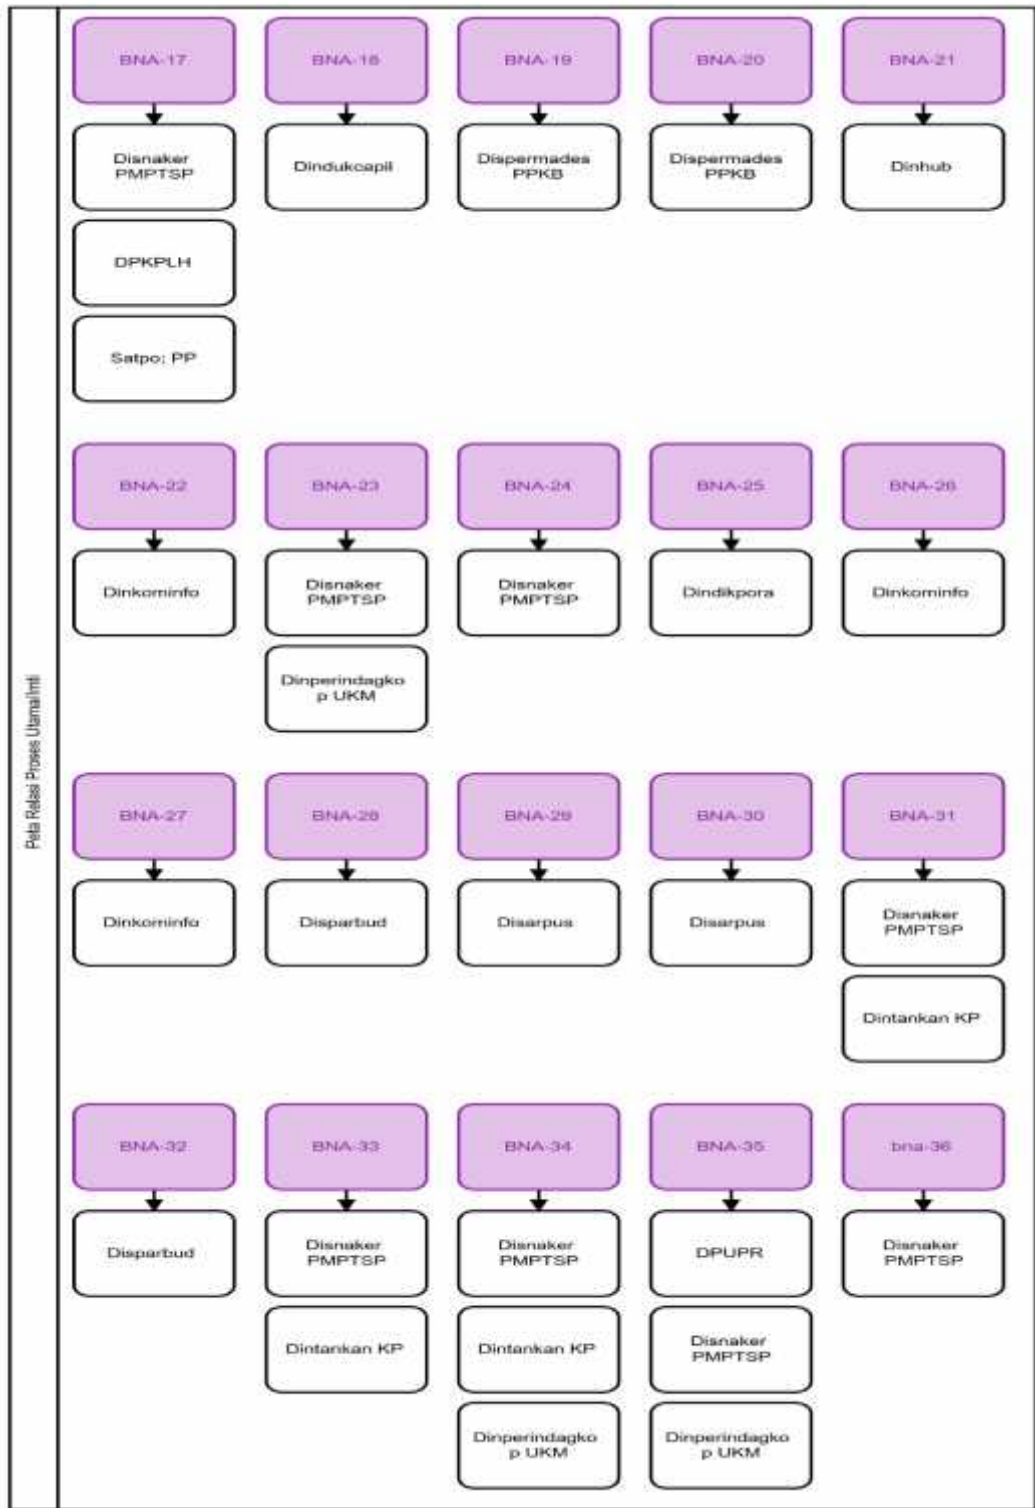 Peta Relasi Proses Utama/Inti
BNA-17
BNA-18
BNA-19
BNA-20
BNA-21
Disnaker
PMPTSP
Dindukcapil
Dispermades
PPKB
Dispermades
PPKB
Dinhub
DPKPLH
Satpo; PP
BNA-22
BNA-23
BNA-24
BNA-25
BNA-26
Dinkominfo
Disnaker
PMPTSP
Disnaker
PMPTSP
Dindikpora
Dinkominfo
Dinperindagko
p UKM
BNA-27
BNA-28
BNA-29
BNA-30
BNA-31
Dinkominfo
Disparbud
Disarpus
Disarpus
Disnaker
PMPTSP
Dintankan KP
BNA-32
BNA-33
BNA-34
BNA-35
bna-36
Disparbud
Disnaker
PMPTSP
Disnaker
PMPTSP
DPUPR
Disnaker
PMPTSP
Dintankan KP
Dintankan KP
Disnaker
PMPTSP
Dinperindagko
p UKM
Dinperindagko
p UKM